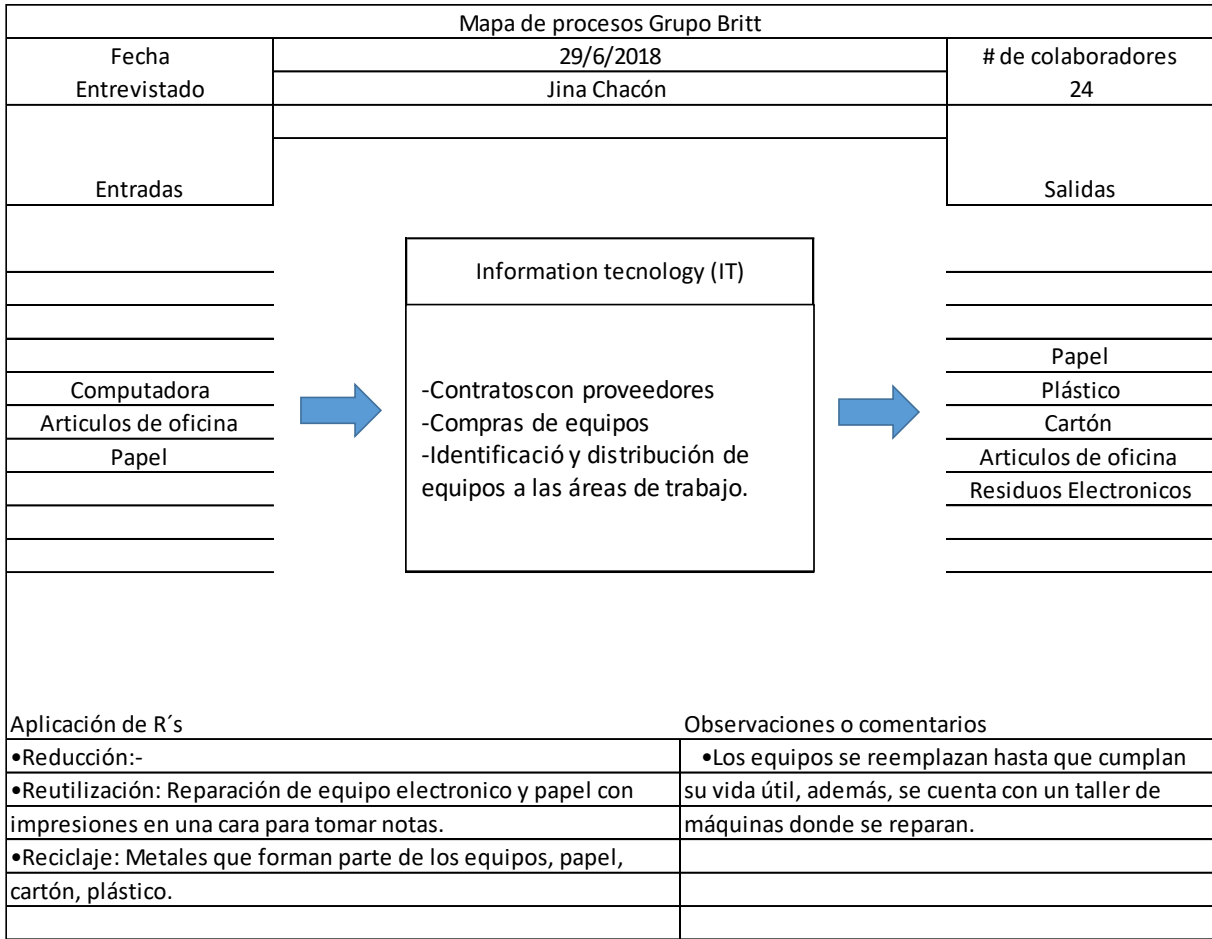 Mapa de procesos Grupo Britt
Fecha
29/6/2018
# de colaboradores
Entrevistado
Jina Chacón
24
Entradas
Salidas
Information tecnology (IT)
Computadora
Articulos de oficina
Papel
-Contratoscon proveedores
-Compras de equipos
-Identificació y distribución de
equipos a las áreas de trabajo.
Papel
Plástico
Cartón
Articulos de oficina
Residuos Electronicos
Aplicación de R´s
•Reducción:-
•Reutilización: Reparación de equipo electronico y papel con
impresiones en una cara para tomar notas.
•Reciclaje: Metales que forman parte de los equipos, papel,
cartón, plástico.
Observaciones o comentarios
•Los equipos se reemplazan hasta que cumplan
su vida útil, además, se cuenta con un taller de
máquinas donde se reparan.